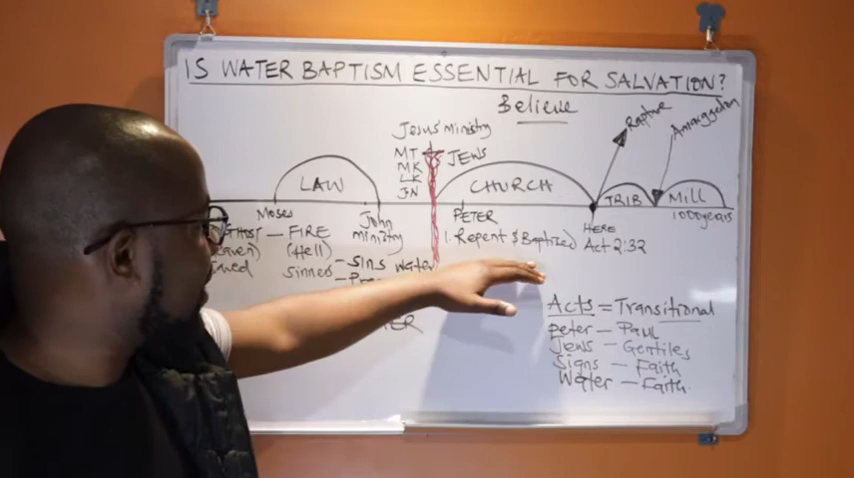 IS WATER BAPTISM ESSENTIAL FOR SALVATION?
Believe
Jesus' ministry
Rapture
MT
MK
LK
JN
JEWS
LAW
CHURCH
TRIB
Mill
1000years
Moses
John
ministry
PETER
1. Repent & Baptized
HERE
Act 2:32
FIRE
(Hell)
Sinned
- Sins water
Acts = Transitional
Peter — Paul
Jews — Gentiles
Signs — Faith
Water — Faith